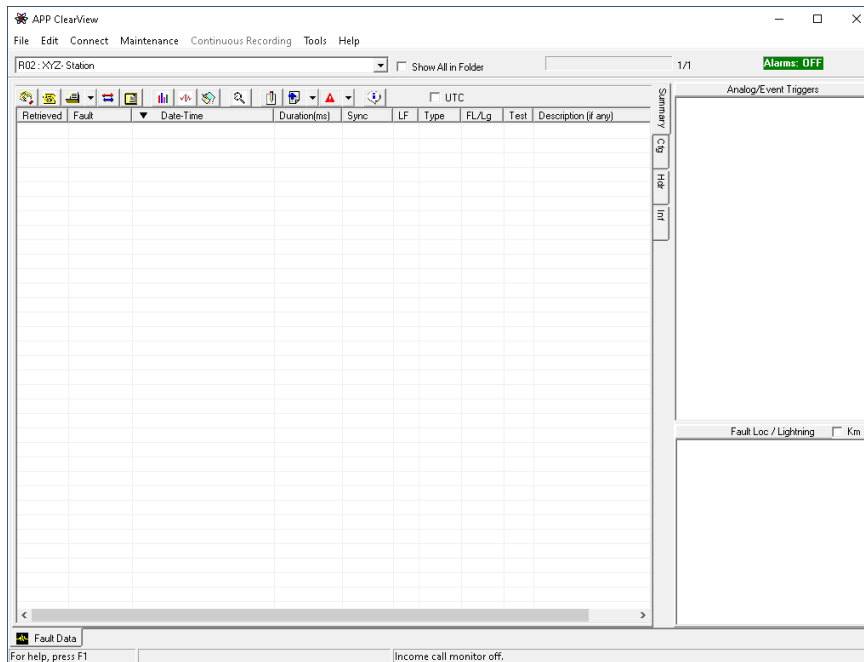 APP ClearView
File Edit Connect Maintenance Continuous Recording Tools Help
R02 : XYZ- Station
Show All in Folder
1/1
Alarms: OFF
UTC
Retrieved Fault Date-Time Duration(ms) Sync LF Type FL/Lg Test Description (if any)
Summary
Cfg
Hdr
Inf
Analog/Event Triggers
Fault Loc / Lightning Km
Fault Data
For help, press F1
Income call monitor off.